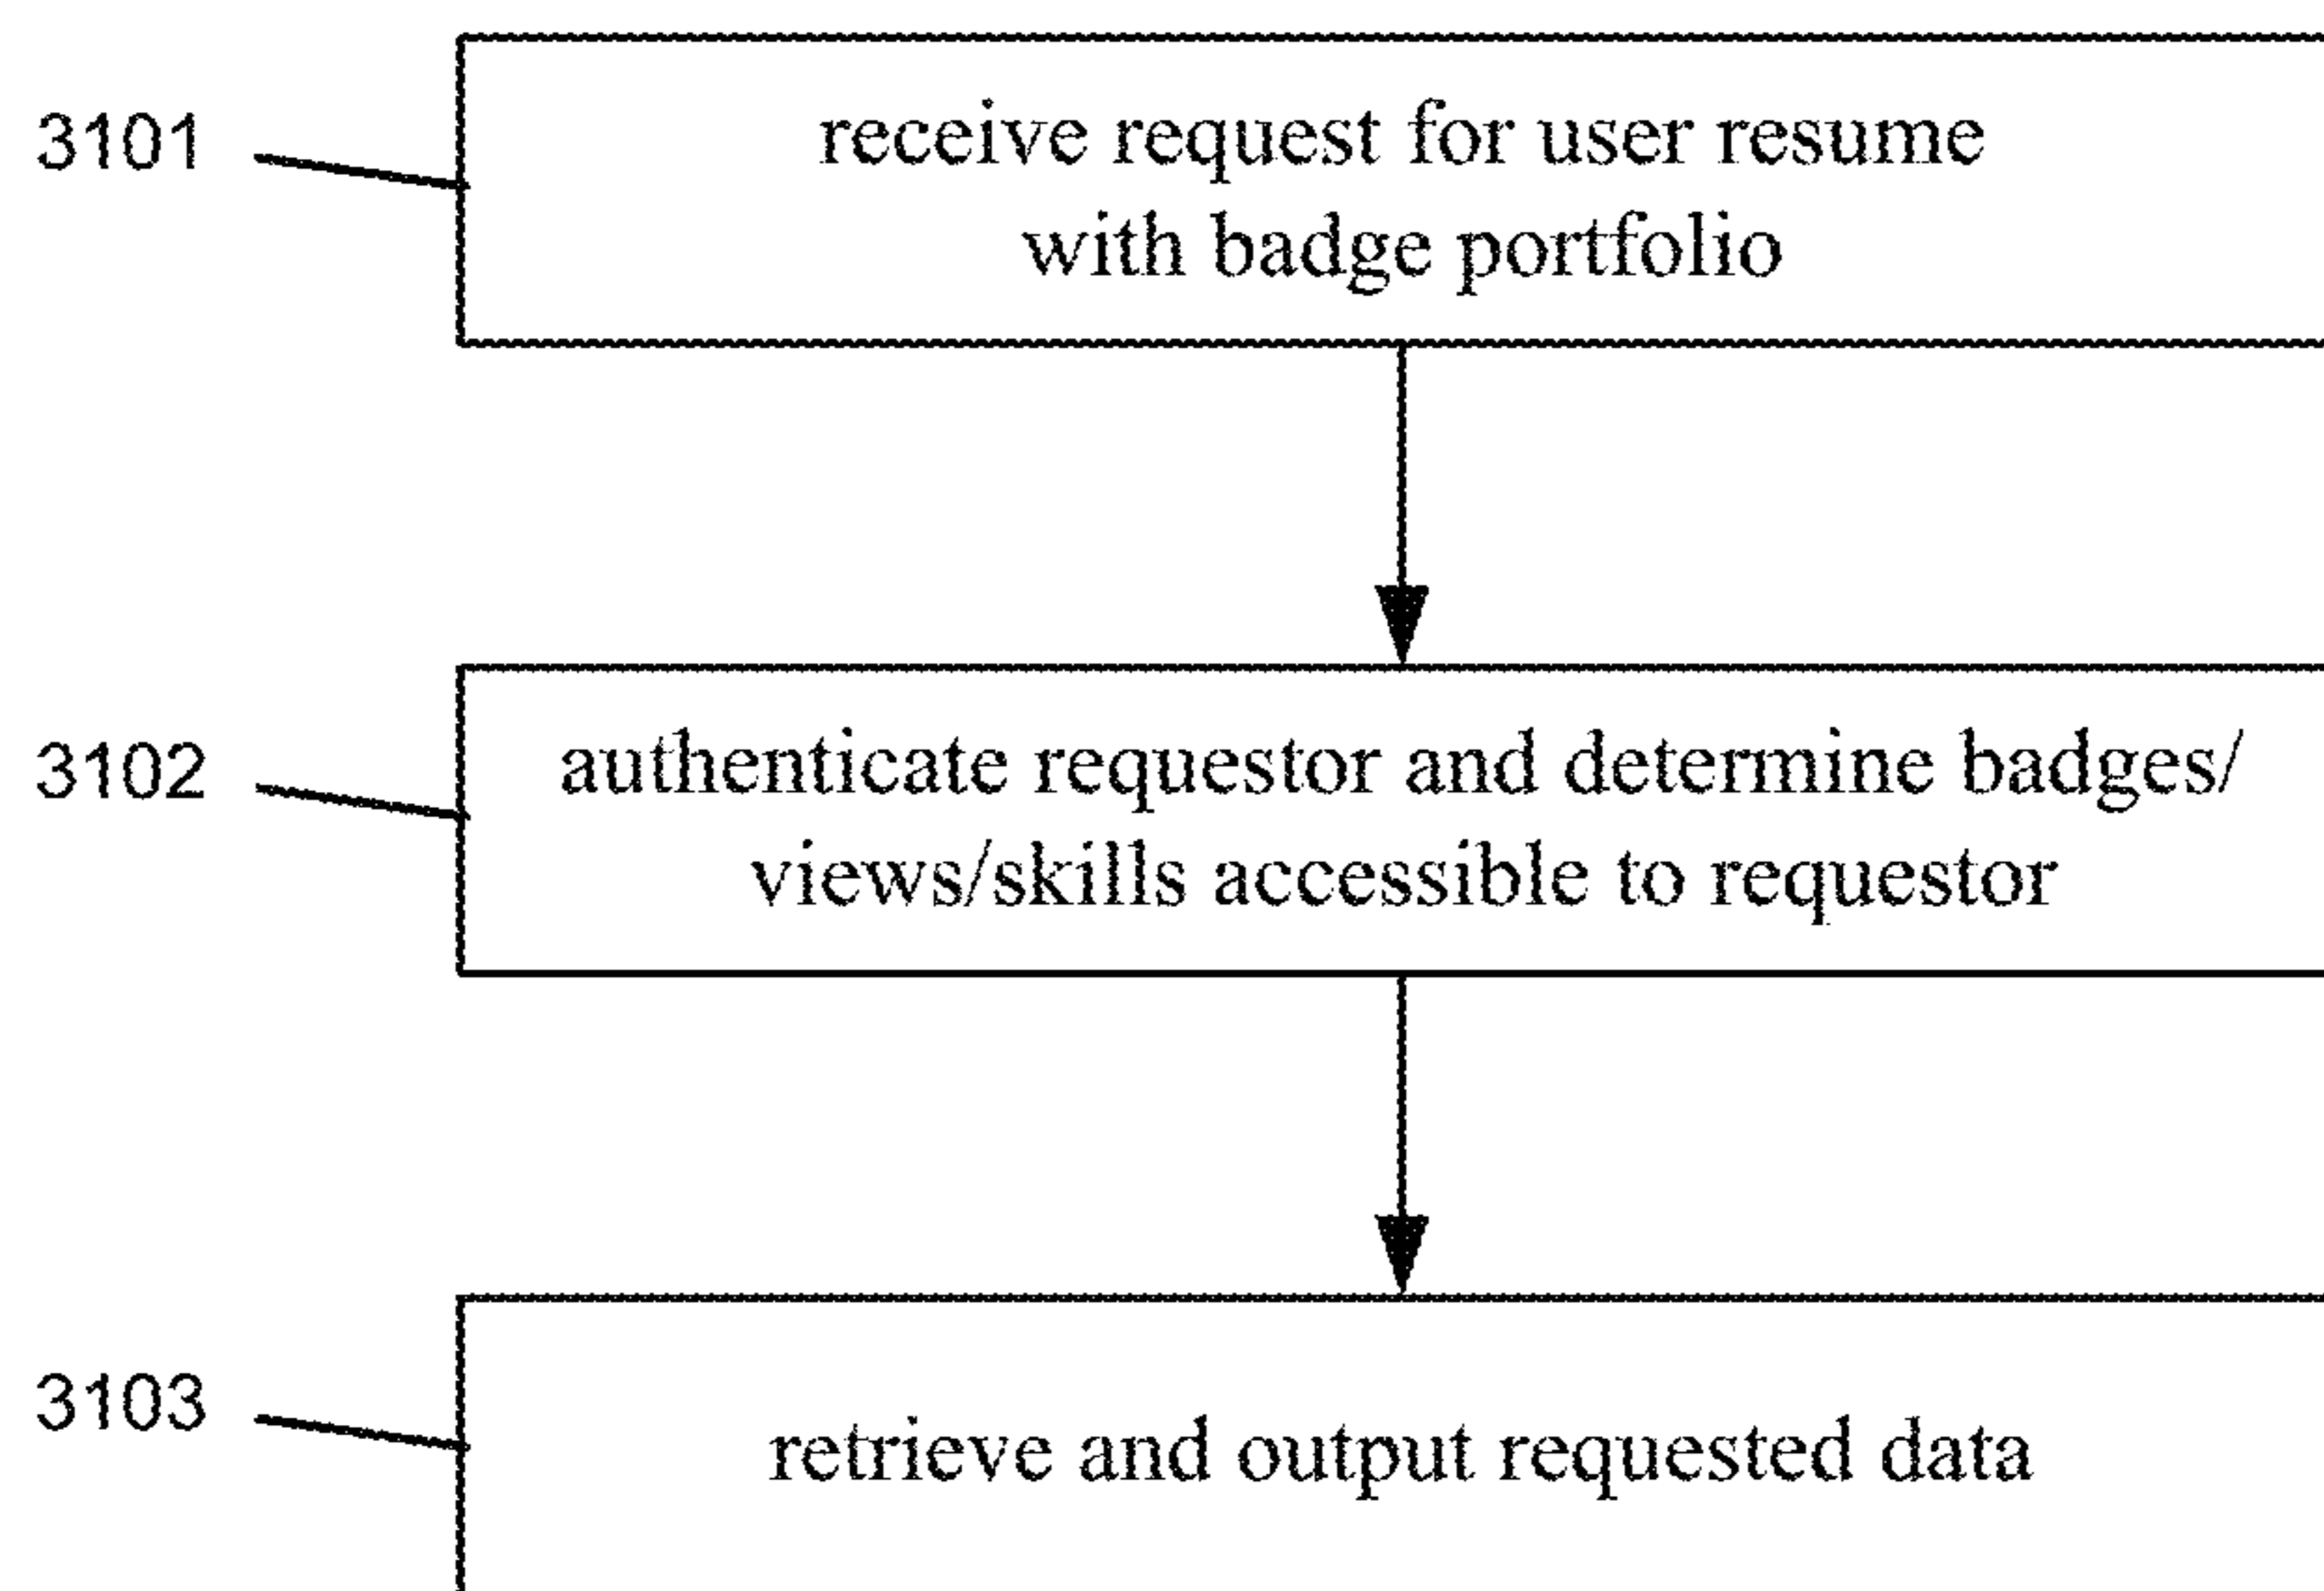 3101
receive request for user resume
with badge portfolio
3102
authenticate requestor and determine badges/
views/skills accessible to requestor
3103
retrieve and output requested data